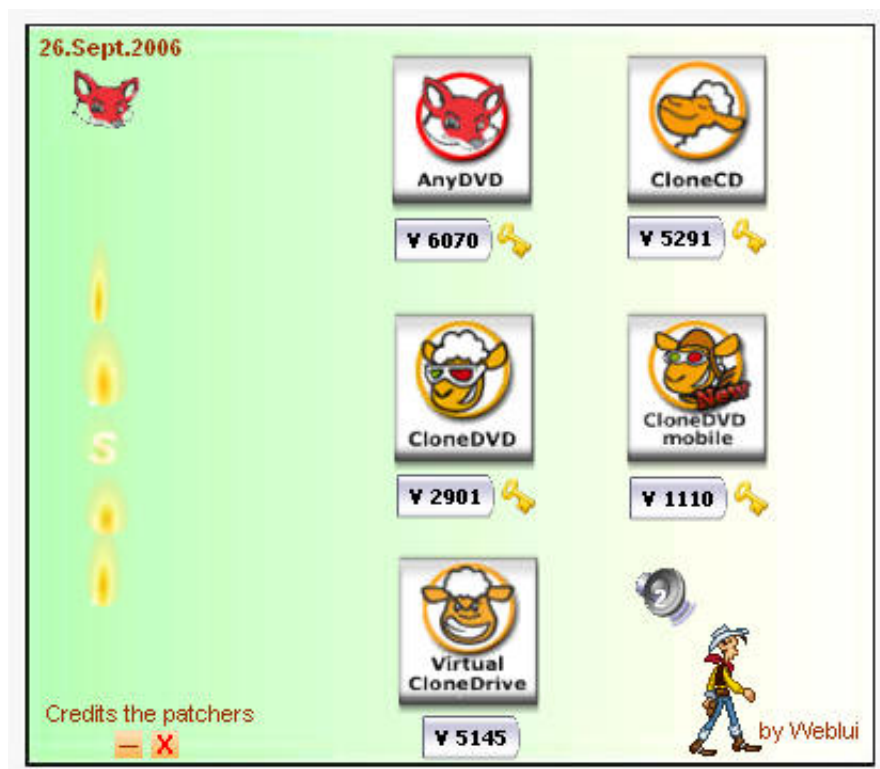 26.Sept.2006
AnyDVD
CloneCD
V 6070
V 5291
CloneDVD
New
CloneDVD
mobile
V 2901
V 1110
S
Virtual
CloneDrive
V 5145
Credits the patchers
by Weblui